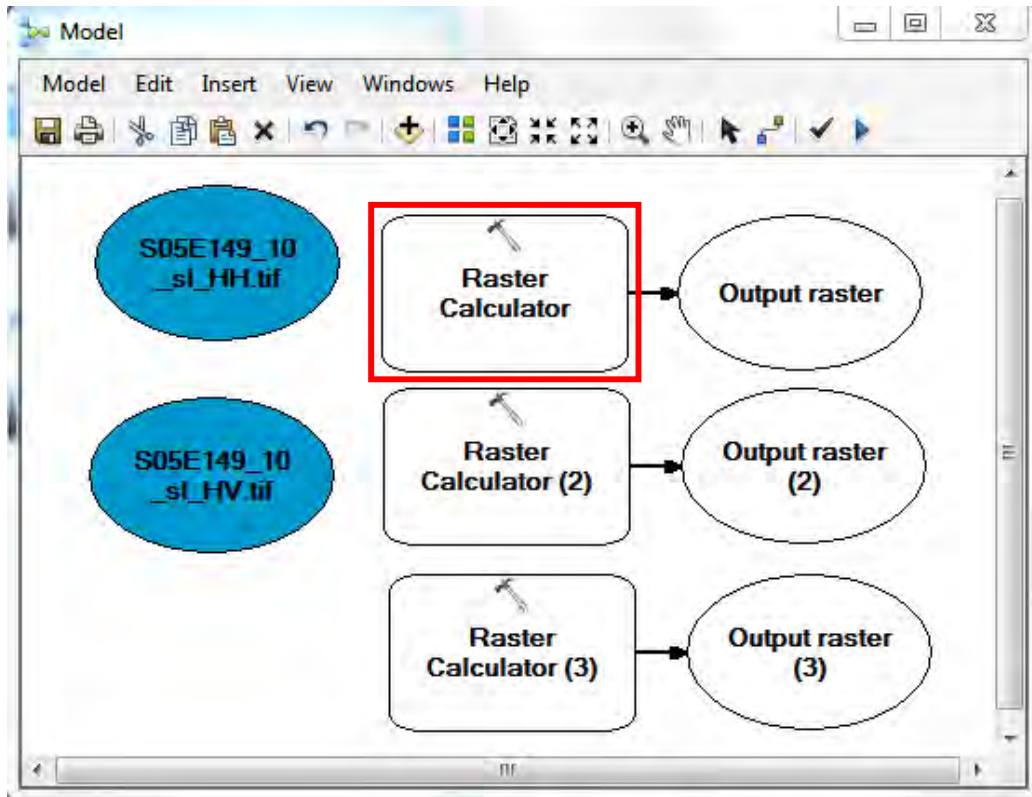 Model
Model Edit Insert View Windows Help
S05E149_10
_sl_HH.tif
Raster
Calculator
Output raster
S05E149_10
_sl_HV.tif
Raster
Calculator (2)
Output raster
(2)
Raster
Calculator (3)
Output raster
(3)